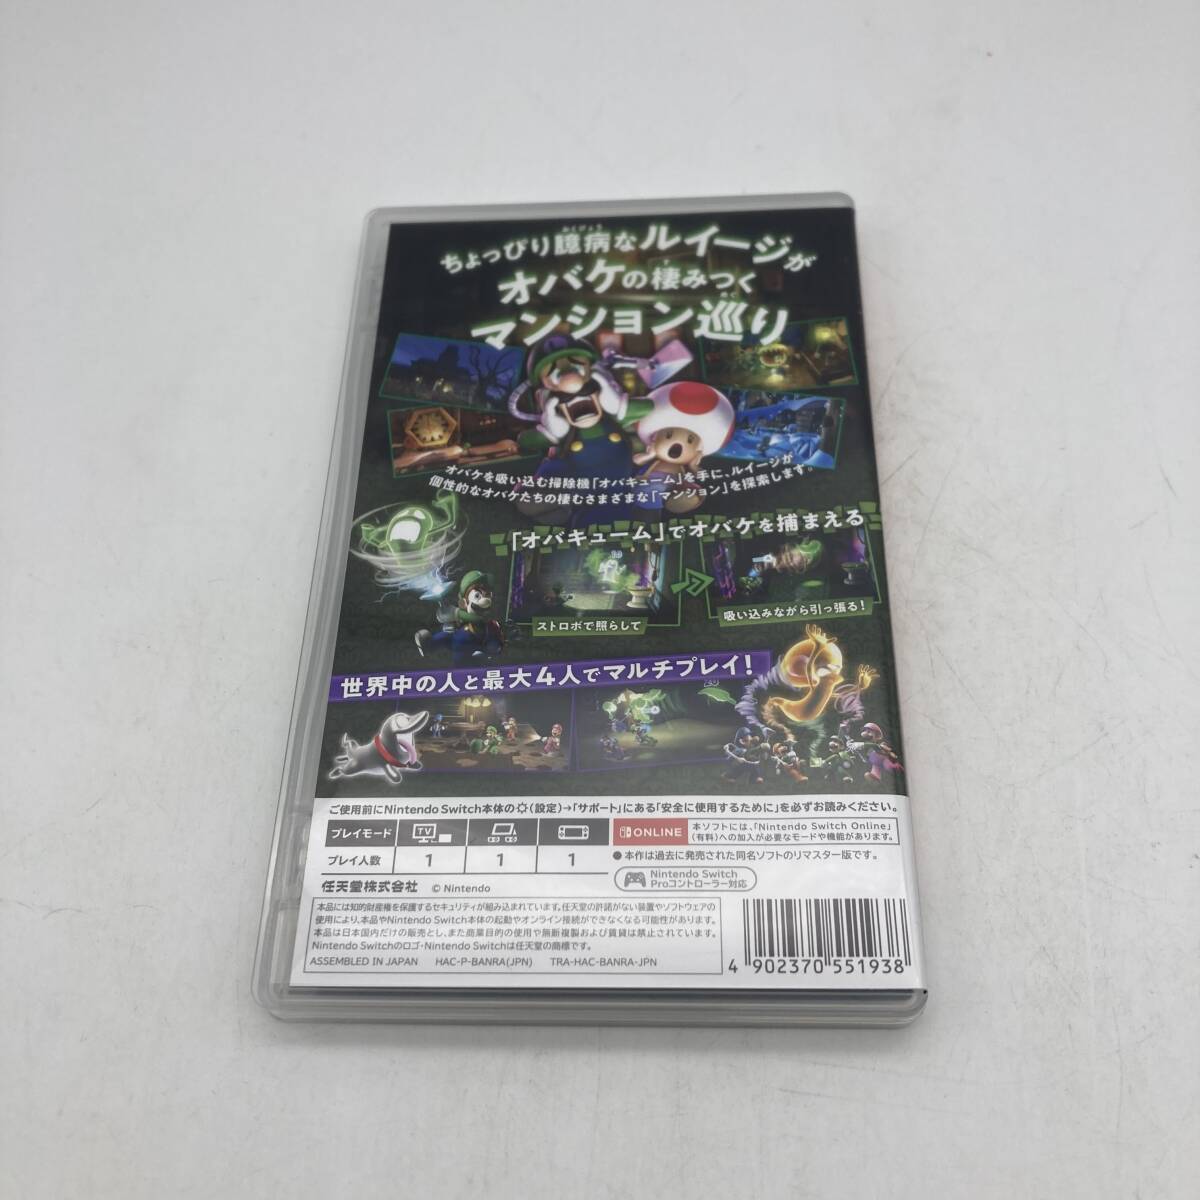 ちょっぴり臆病なルイージが
オバケの棲みつく
マンション巡り
オバケを吸い込む掃除機「オバキューム」を手に、ルイージが
個性的なオバケたちの棲むさまざまな「マンション」を探索します。
「オバキューム」でオバケを捕まえる
ストロボで照らして
吸い込みながら引っ張る!
世界中の人と最大4人でマルチプレイ!
ご使用前にNintendo Switch本体の(設定)→「サポート」にある「安全に使用するために」を必ずお読みください。
プレイモード TV
プレイ人数 1 1 1
ONLINE
本ソフトには、「Nintendo Switch Online」
(有料)への加入が必要なモードや機能があります。
●本作は過去に発売された同名ソフトのリマスター版です。
Nintendo Switch
Proコントローラー対応
任天堂株式会社 © Nintendo
本品には知的財産権を保護するセキュリティが組み込まれています。任天堂の許諾がない装置やソフトウェアの
使用により、本品やNintendo Switch本体の起動やオンライン接続ができなくなる可能性があります。
本品は日本国内だけの販売とし、また商業目的の使用や無断複製および賃貸は禁止されています。
Nintendo Switchのロゴ・Nintendo Switchは任天堂の商標です。
ASSEMBLED IN JAPAN HAC-P-BANRA(JPN) TRA-HAC-BANRA-JPN
4 902370 551938